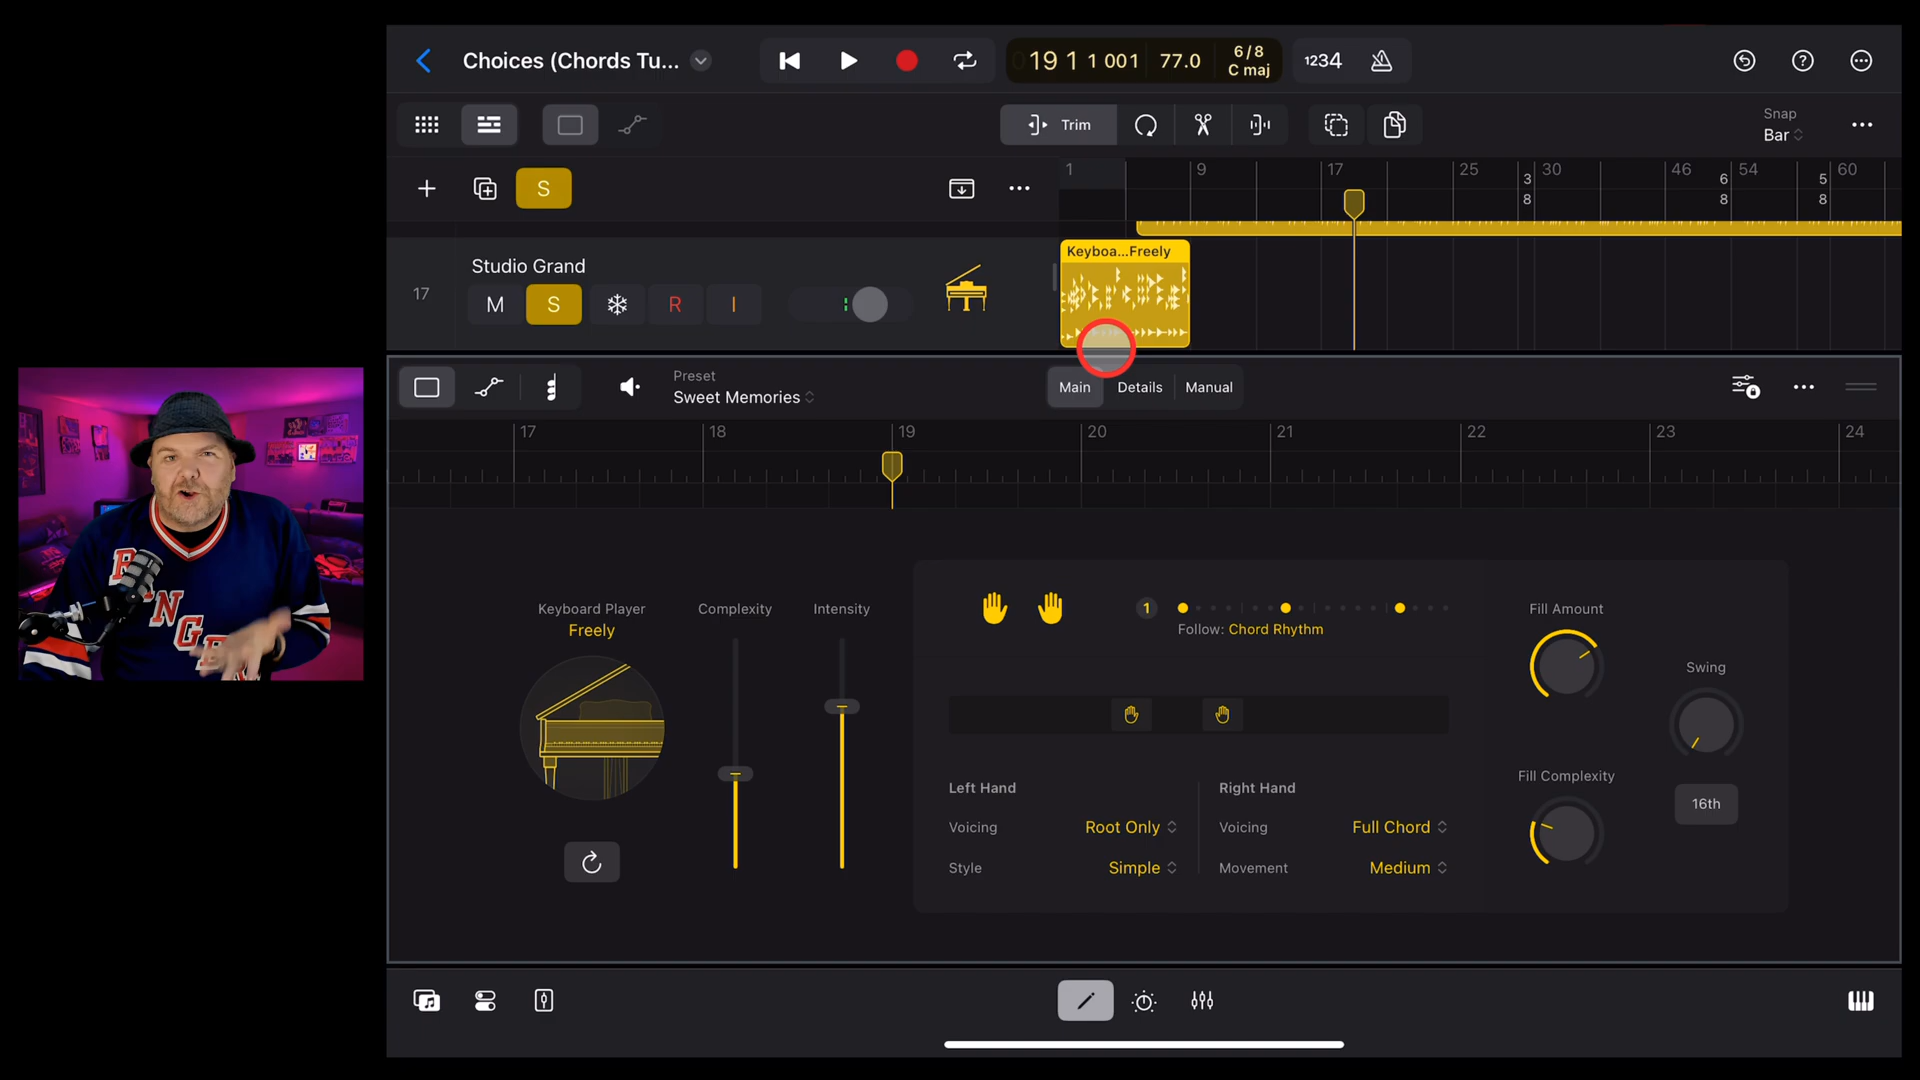 Choices (Chords Tu...
19 1 1 001
77.0
6/8
C maj
1234
Trim
Snap
Bar
S
1
9
17
25
3
8
30
46
6
8
54
5
8
60
17
Studio Grand
M
S
R
I
Keyboa...Freely
Preset
Sweet Memories
Main
Details
Manual
17
18
19
20
21
22
23
24
Keyboard Player
Freely
Complexity
Intensity
1
Follow: Chord Rhythm
Fill Amount
Swing
Fill Complexity
16th
Left Hand
Voicing
Root Only
Style
Simple
Right Hand
Voicing
Full Chord
Movement
Medium